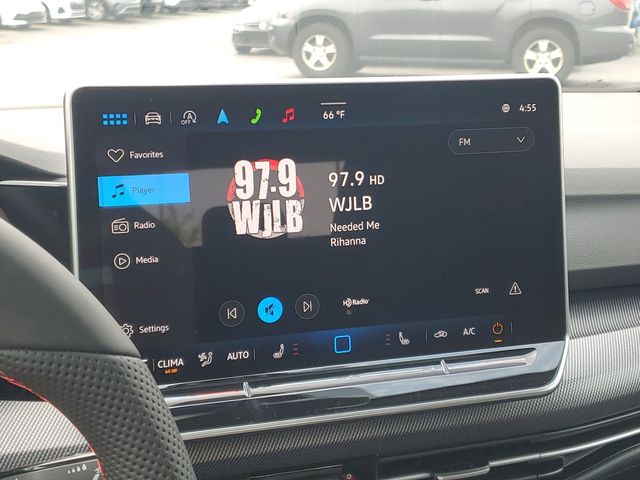 OFF
66 °F
4:55
Favorites
FM
Player
97.9
WJLB
97.9 HD
WJLB
Needed Me
Rihanna
Radio
Media
HD Radio
SCAN
Settings
CLIMA
A/C OFF
AUTO
A/C